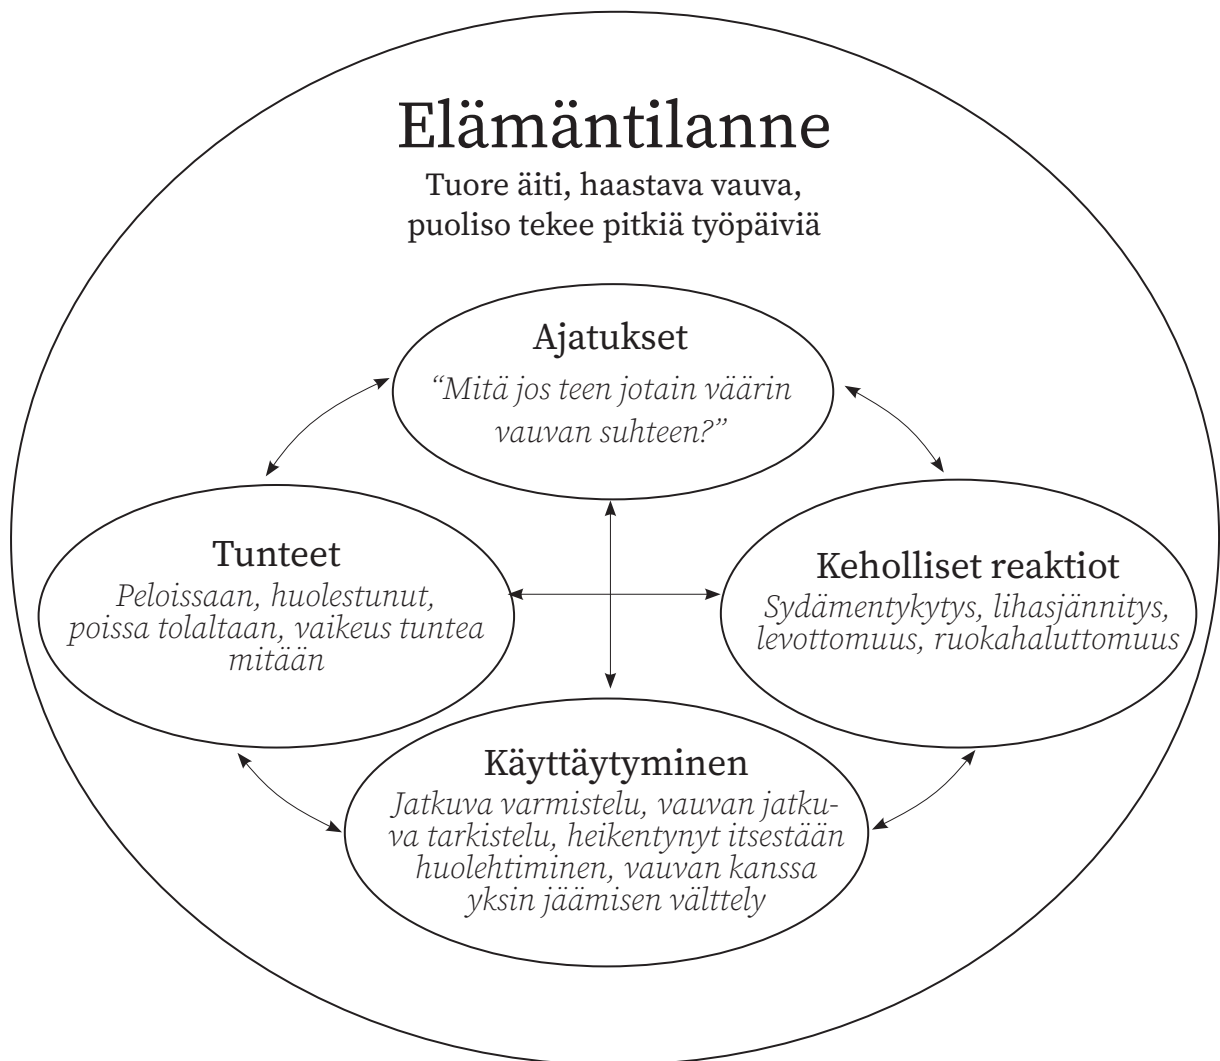 Elämäntilanne
Tuore äiti, haastava vauva,
puoliso tekee pitkiä työpäiviä
Ajatukset
“Mitä jos teen jotain väärin
vauvan suhteen?”
Tunteet
Peloissaan, huolestunut,
poissa tolaltaan, vaikeus tuntea
mitään
Keholliset reaktiot
Sydämentykytys, lihasjännitys,
levottomuus, ruokahaluttomuus
Käyttäytyminen
Jatkuva varmistelu, vauvan jatku-
va tarkistelu, heikentynyt itsestään
huolehtiminen, vauvan kanssa
yksin jäämisen välttely